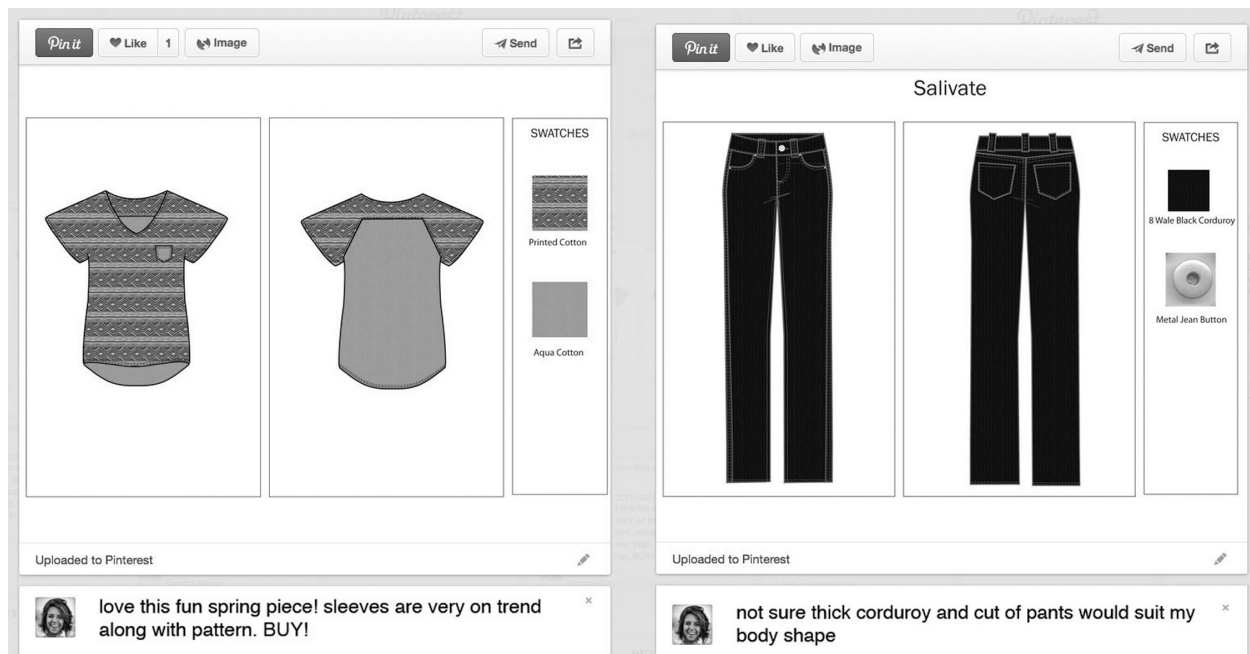 Pinterest
Pin it
Like
1
Image
Send
SWATCHES
Printed Cotton
Aqua Cotton
Uploaded to Pinterest
love this fun spring piece! sleeves are very on trend
along with pattern. BUY!
Pin it
Like
Image
Send
Salivate
SWATCHES
8 Wale Black Corduroy
Metal Jean Button
Uploaded to Pinterest
not sure thick corduroy and cut of pants would suit my
body shape